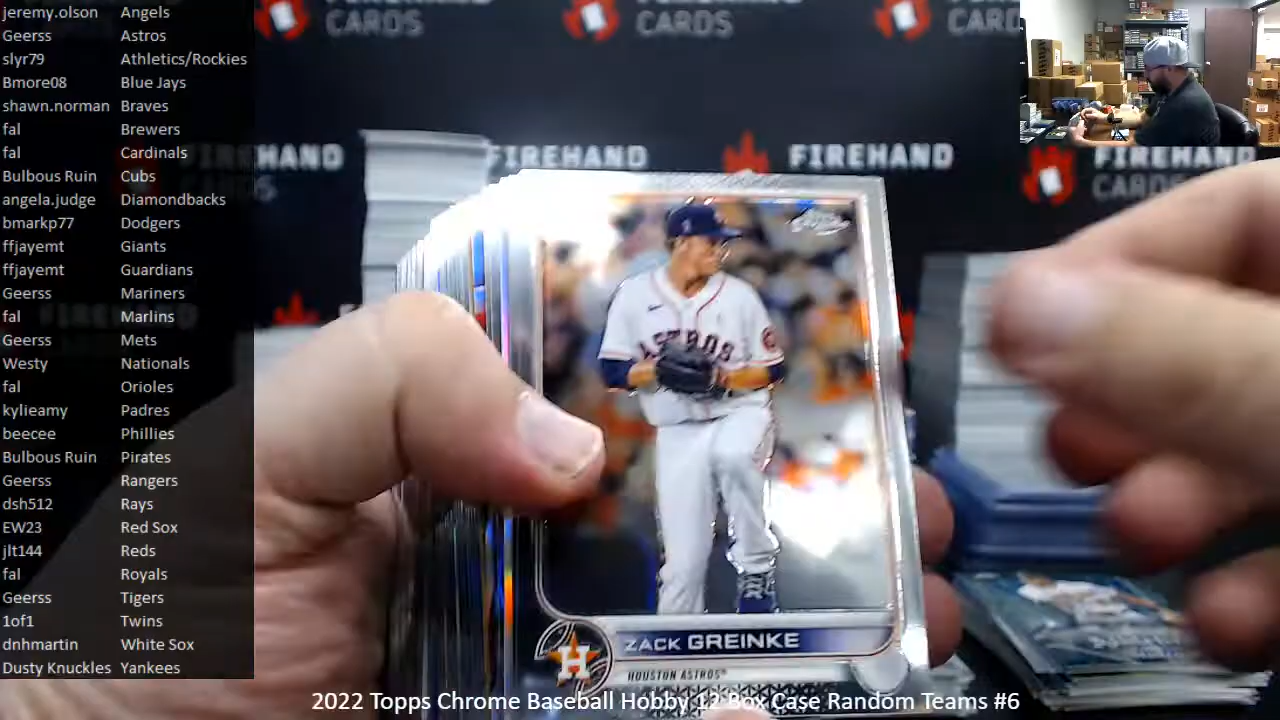 jeremy.olson Angels
Geerss Astros
slyr79 Athletics/Rockies
Bmore08 Blue Jays
shawn.norman Braves
fal Brewers
fal Cardinals
Bulbous Ruin Cubs
angela.judge Diamondbacks
bmarkp77 Dodgers
ffjayemt Giants
ffjayemt Guardians
Geerss Mariners
fal Marlins
Geerss Mets
Westy Nationals
fal Orioles
kylieamy Padres
beecee Phillies
Bulbous Ruin Pirates
Geerss Rangers
dsh512 Rays
EW23 Red Sox
jlt144 Reds
fal Royals
Geerss Tigers
1of1 Twins
dnhmartin White Sox
Dusty Knuckles Yankees
CARDS CARDS
FIREHAND FIREHAND FIREHAND FIREHAND
CARDS
Chrome
ASTROS
H
ZACK GREINKE
HOUSTON ASTROS
2022 Topps Chrome Baseball Hobby 12 Box Case Random Teams #6